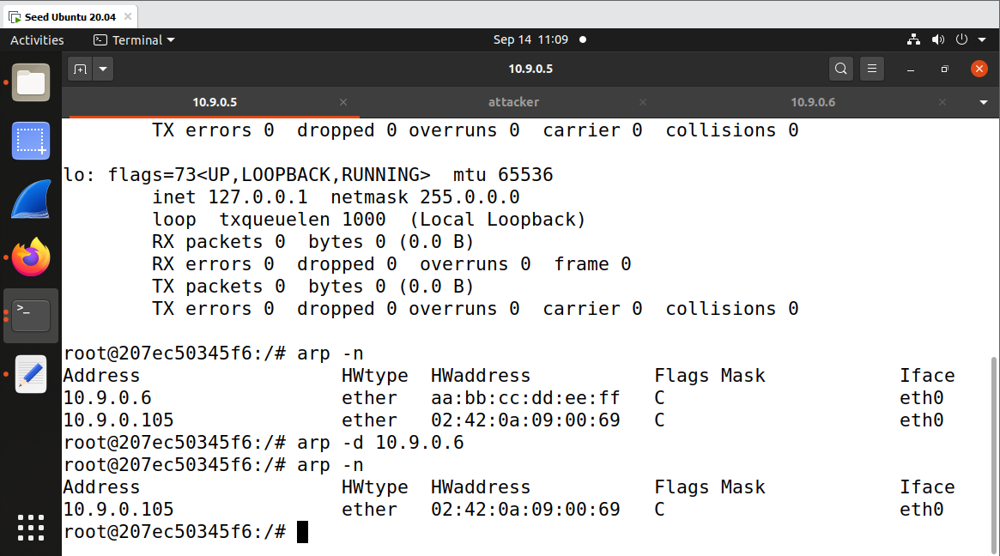 Seed Ubuntu 20.04
Activities Terminal Sep 14 11:09
10.9.0.5
10.9.0.5 attacker 10.9.0.6
TX errors 0  dropped 0 overruns 0  carrier 0  collisions 0
lo: flags=73<UP,LOOPBACK,RUNNING>  mtu 65536
inet 127.0.0.1  netmask 255.0.0.0
loop  txqueuelen 1000  (Local Loopback)
RX packets 0  bytes 0 (0.0 B)
RX errors 0  dropped 0  overruns 0  frame 0
TX packets 0  bytes 0 (0.0 B)
TX errors 0  dropped 0 overruns 0  carrier 0  collisions 0
root@207ec50345f6:/# arp -n
Address                  HWtype  HWaddress           Flags Mask            Iface
10.9.0.6                 ether   aa:bb:cc:dd:ee:ff   C                     eth0
10.9.0.105               ether   02:42:0a:09:00:69   C                     eth0
root@207ec50345f6:/# arp -d 10.9.0.6
root@207ec50345f6:/# arp -n
Address                  HWtype  HWaddress           Flags Mask            Iface
10.9.0.105               ether   02:42:0a:09:00:69   C                     eth0
root@207ec50345f6:/#